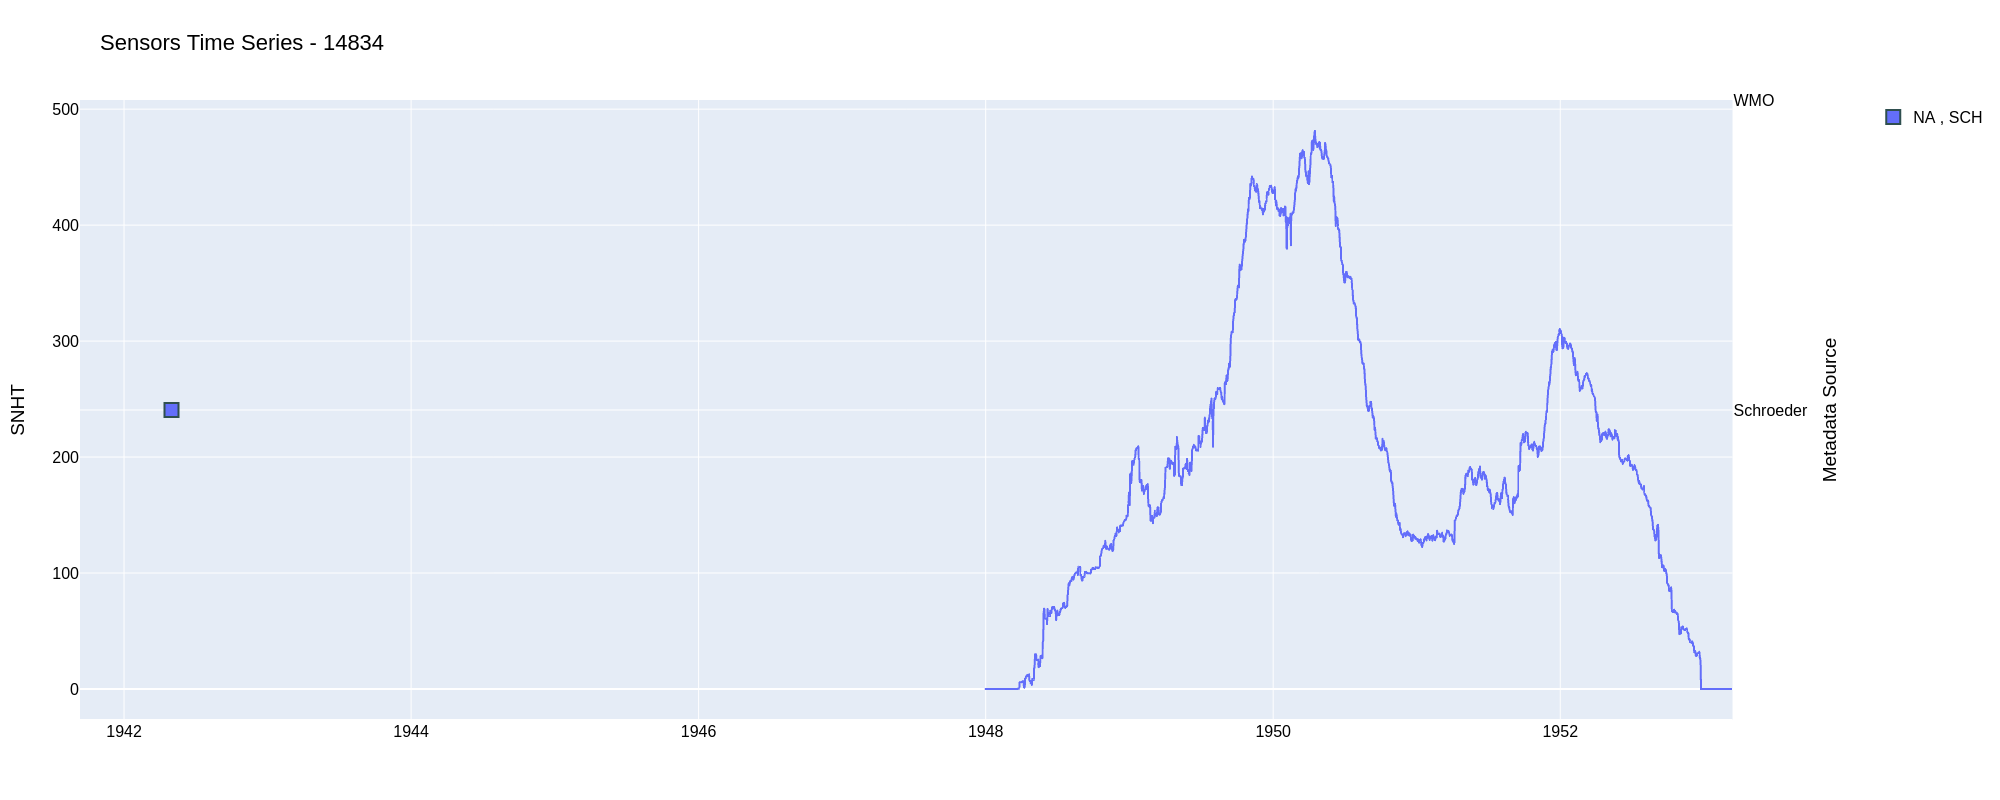 Sensors Time Series - 14834
500
400
300
200
100
0
SNHT
1942
1944
1946
1948
1950
1952
WMO
Schroeder
Metadata Source
NA , SCH